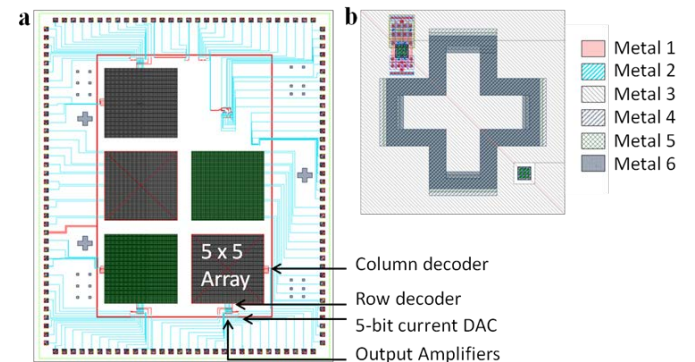 a
b
Metal 1
Metal 2
Metal 3
Metal 4
Metal 5
Metal 6
5 x 5
Array
Column decoder
Row decoder
5-bit current DAC
Output Amplifiers